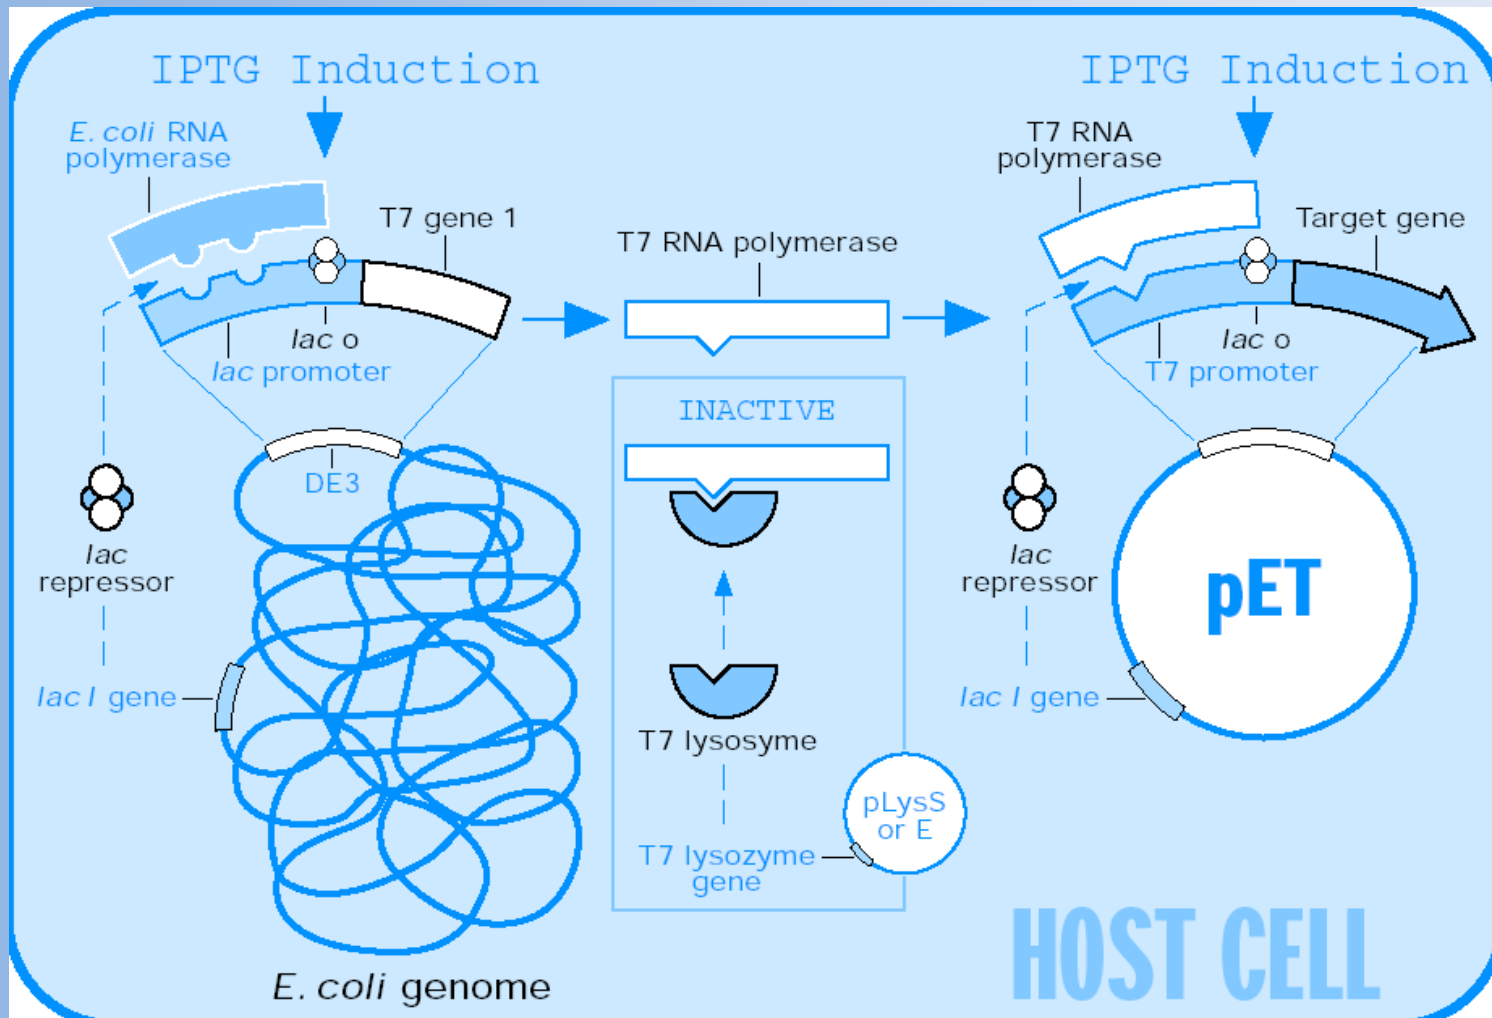 IPTG Induction
E. coli RNA
polymerase
T7 gene 1
lac o
lac promoter
DE3
lac
repressor
lac I gene
E. coli genome
T7 RNA polymerase
INACTIVE
T7 lysosyme
pLysS
or E
T7 lysozyme
gene
IPTG Induction
T7 RNA
polymerase
Target gene
lac o
T7 promoter
lac
repressor
pET
lac I gene
HOST CELL